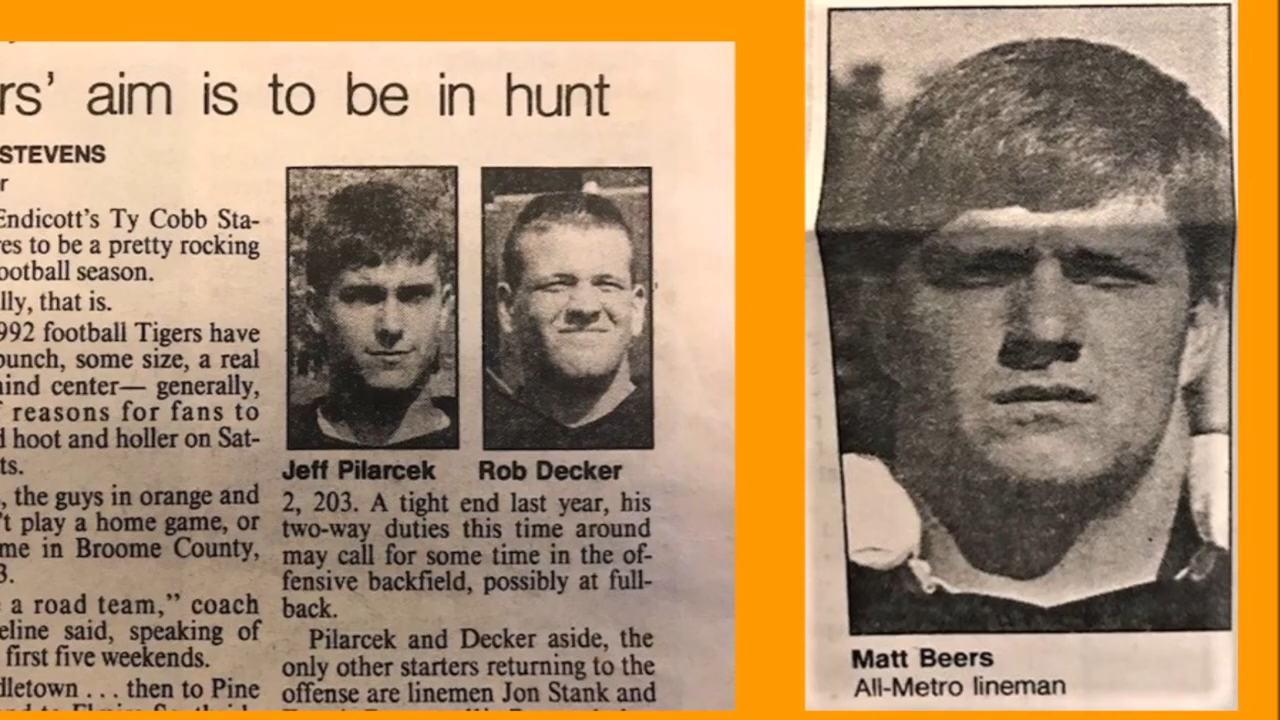 rs' aim is to be in hunt
STEVENS
r
Endicott's Ty Cobb Sta-
res to be a pretty rocking
ootball season.
lly, that is.
992 football Tigers have
punch, some size, a real
hind center— generally,
f reasons for fans to
d hoot and holler on Sat-
ts.
, the guys in orange and
't play a home game, or
me in Broome County,
3.
e a road team,” coach
eline said, speaking of
first five weekends.
dletown . . . then to Pine
Jeff Pilarcek
Rob Decker
2, 203. A tight end last year, his
two-way duties this time around
may call for some time in the of-
fensive backfield, possibly at full-
back.
Pilarcek and Decker aside, the
only other starters returning to the
offense are linemen Jon Stank and
Matt Beers
All-Metro lineman